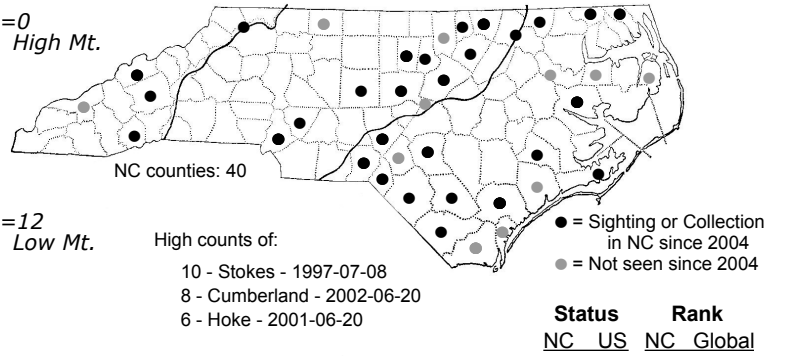 =0
High Mt.
NC counties: 40
=12
Low Mt.
High counts of:
10 - Stokes - 1997-07-08
8 - Cumberland - 2002-06-20
6 - Hoke - 2001-06-20
= Sighting or Collection
in NC since 2004
= Not seen since 2004
Status Rank
NC US NC Global